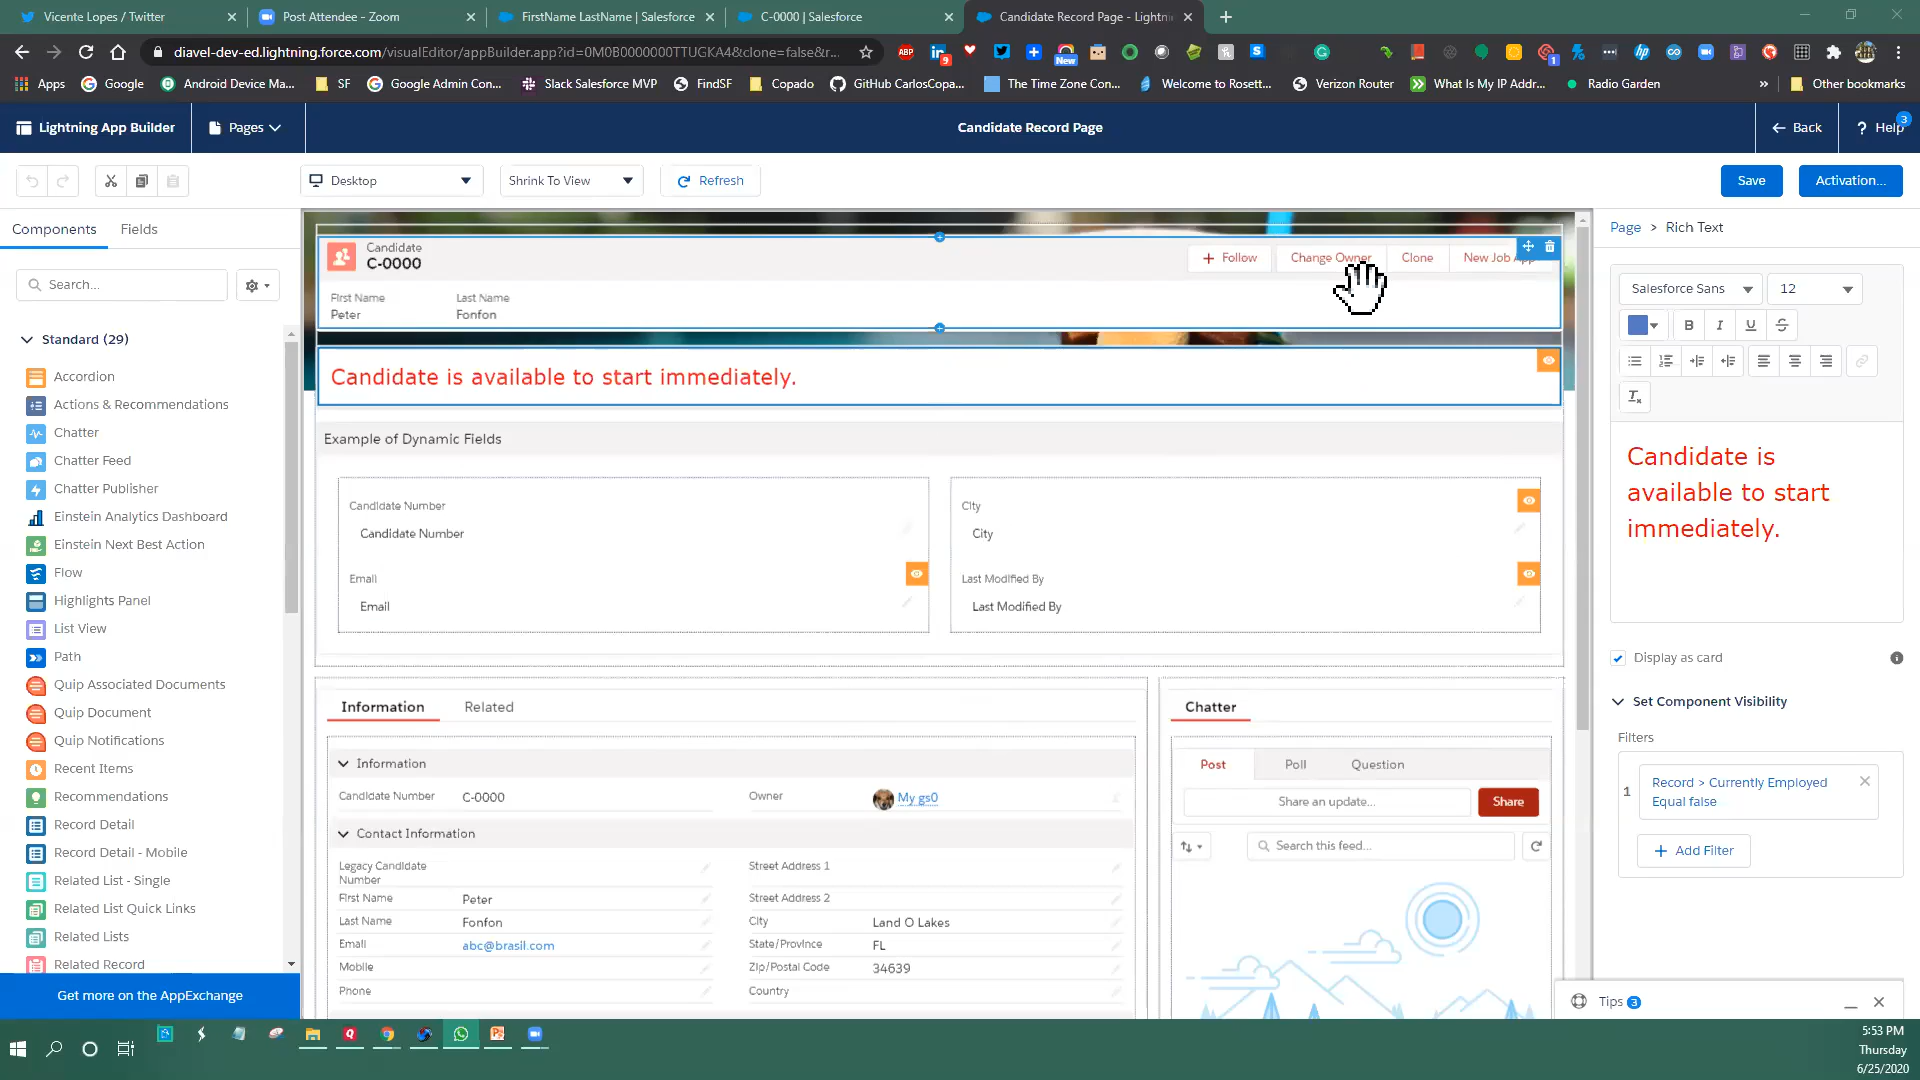 Vicente Lopes / Twitter
Post Attendee - Zoom
FirstName LastName | Salesforce
C-0000 | Salesforce
Candidate Record Page - Lightni
diavel-dev-ed.lightning.force.com/visualEditor/appBuilder.app?id=0M0B0000000TTUGKA4&clone=false&r...
ABP
9
New
1
Apps
Google
Android Device Ma...
SF
Google Admin Con...
Slack Salesforce MVP
FindSF
Copado
GitHub CarlosCopa...
The Time Zone Con...
Welcome to Rosett...
Verizon Router
What Is My IP Addr...
Radio Garden
»
Other bookmarks
Lightning App Builder
Pages
Candidate Record Page
Back
? Help
3
Desktop
Shrink To View
Refresh
Save
Activation...
Components
Fields
Search...
Standard (29)
Accordion
Actions & Recommendations
Chatter
Chatter Feed
Chatter Publisher
Einstein Analytics Dashboard
Einstein Next Best Action
Flow
Highlights Panel
List View
Path
Quip Associated Documents
Quip Document
Quip Notifications
Recent Items
Recommendations
Record Detail
Record Detail - Mobile
Related List - Single
Related List Quick Links
Related Lists
Related Record
Get more on the AppExchange
Candidate
C-0000
+ Follow
Change Owner
Clone
New Job App
First Name
Last Name
Peter
Fonfon
Candidate is available to start immediately.
Example of Dynamic Fields
Candidate Number
Candidate Number
City
City
Email
Email
Last Modified By
Last Modified By
Information
Related
Information
Candidate Number
C-0000
Owner
My gs0
Contact Information
Legacy Candidate
Number
Street Address 1
First Name
Peter
Street Address 2
Last Name
Fonfon
City
Land O Lakes
Email
abc@brasil.com
State/Province
FL
Mobile
Zip/Postal Code
34639
Phone
Country
Chatter
Post
Poll
Question
Share an update...
Share
Search this feed...
Page > Rich Text
Salesforce Sans
12
B
I
U
S
Candidate is
available to start
immediately.
Display as card
Set Component Visibility
Filters
1
Record > Currently Employed
Equal false
+ Add Filter
Tips 3
5:53 PM
Thursday
6/25/2020